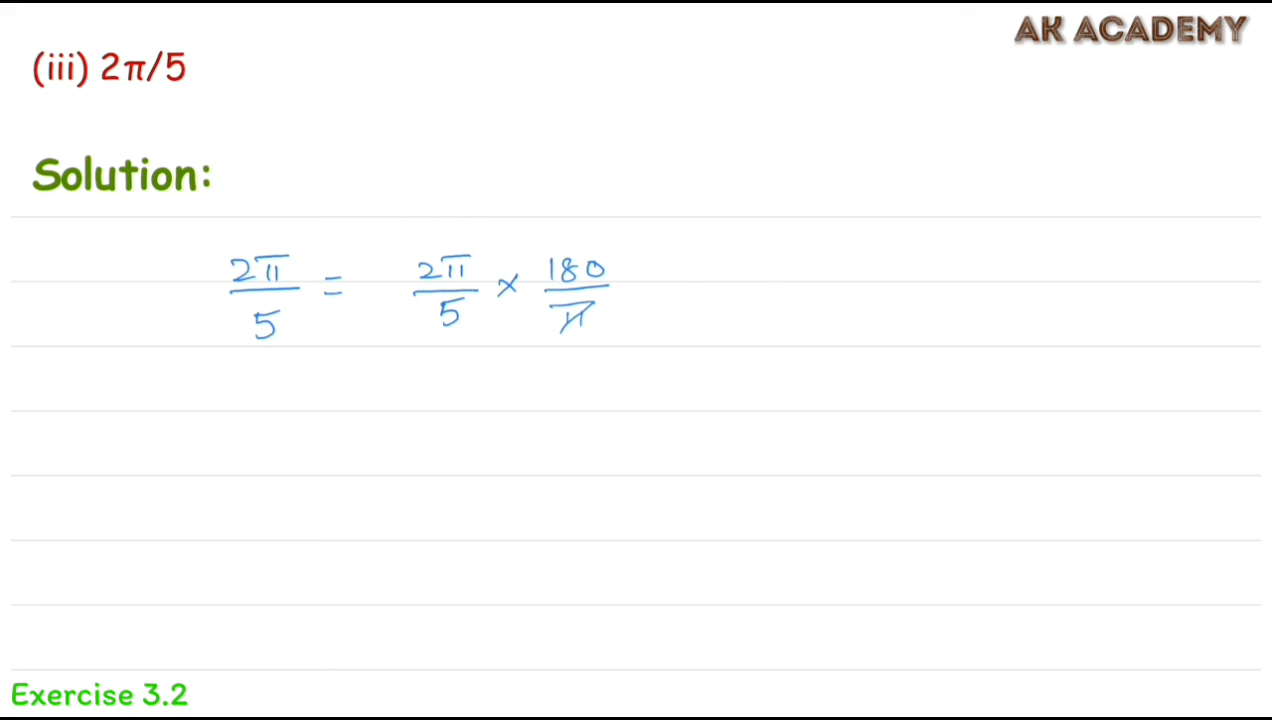 AK ACADEMY
(iii) 2π/5
Solution:
2π/5 = 2π/5 × 180/π
Exercise 3.2